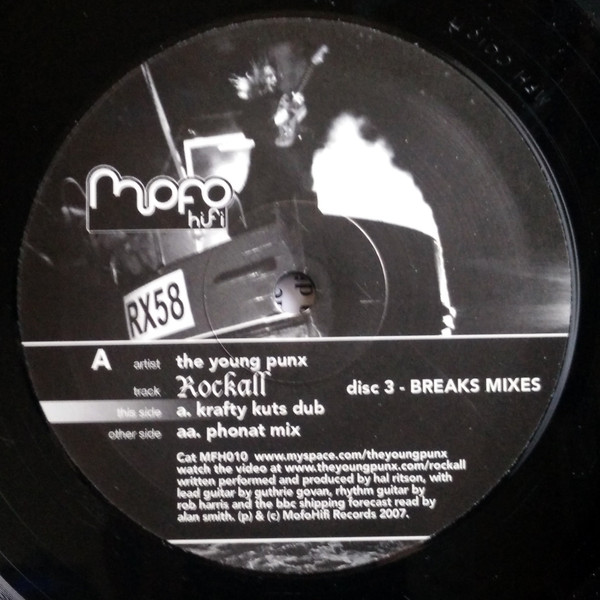 mofo
hifi
RX58
A artist the young punx
track Rockall disc 3 - BREAKS MIXES
this side a. krafty kuts dub
other side aa. phonat mix
Cat MFH010 www.myspace.com/theyoungpunx
watch the video at www.theyoungpunx.com/rockall
written performed and produced by hal ritson, with
lead guitar by guthrie govan, rhythm guitar by
rob harris and the bbc shipping forecast read by
alan smith. (p) & (c) MofoHifi Records 2007.